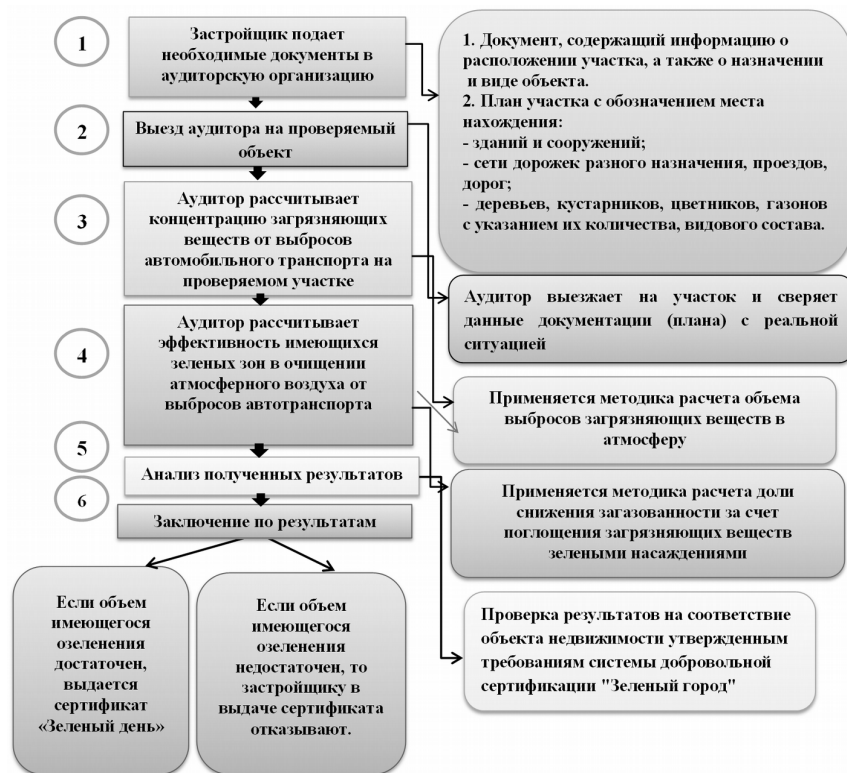 1
Застройщик подает
необходимые документы в
аудиторскую организацию
1. Документ, содержащий информацию о
расположении участка, а также о назначении
и виде объекта.
2. План участка с обозначением места
нахождения:
- зданий и сооружений;
- сети дорожек разного назначения, проездов,
дорог;
- деревьев, кустарников, цветников, газонов
с указанием их количества, видового состава.
2
Выезд аудитора на проверяемый
объект
Аудитор выезжает на участок и сверяет
данные документации (плана) с реальной
ситуацией
3
Аудитор рассчитывает
концентрацию загрязняющих
веществ от выбросов
автомобильного транспорта на
проверяемом участке
Применяется методика расчета объема
выбросов загрязняющих веществ в
атмосферу
4
Аудитор рассчитывает
эффективность имеющихся
зеленых зон в очищении
атмосферного воздуха от
выбросов автотранспорта
Применяется методика расчета доли
снижения загазованности за счет
поглощения загрязняющих веществ
зелеными насаждениями
5
Анализ полученных результатов
Проверка результатов на соответствие
объекта недвижимости утвержденным
требованиям системы добровольной
сертификации "Зеленый город"
6
Заключение по результатам
Если объем
имеющегося
озеленения
достаточен,
выдается
сертификат
«Зеленый день»
Если объем
имеющегося
озеленения
недостаточен, то
застройщику в
выдаче сертификата
отказывают.